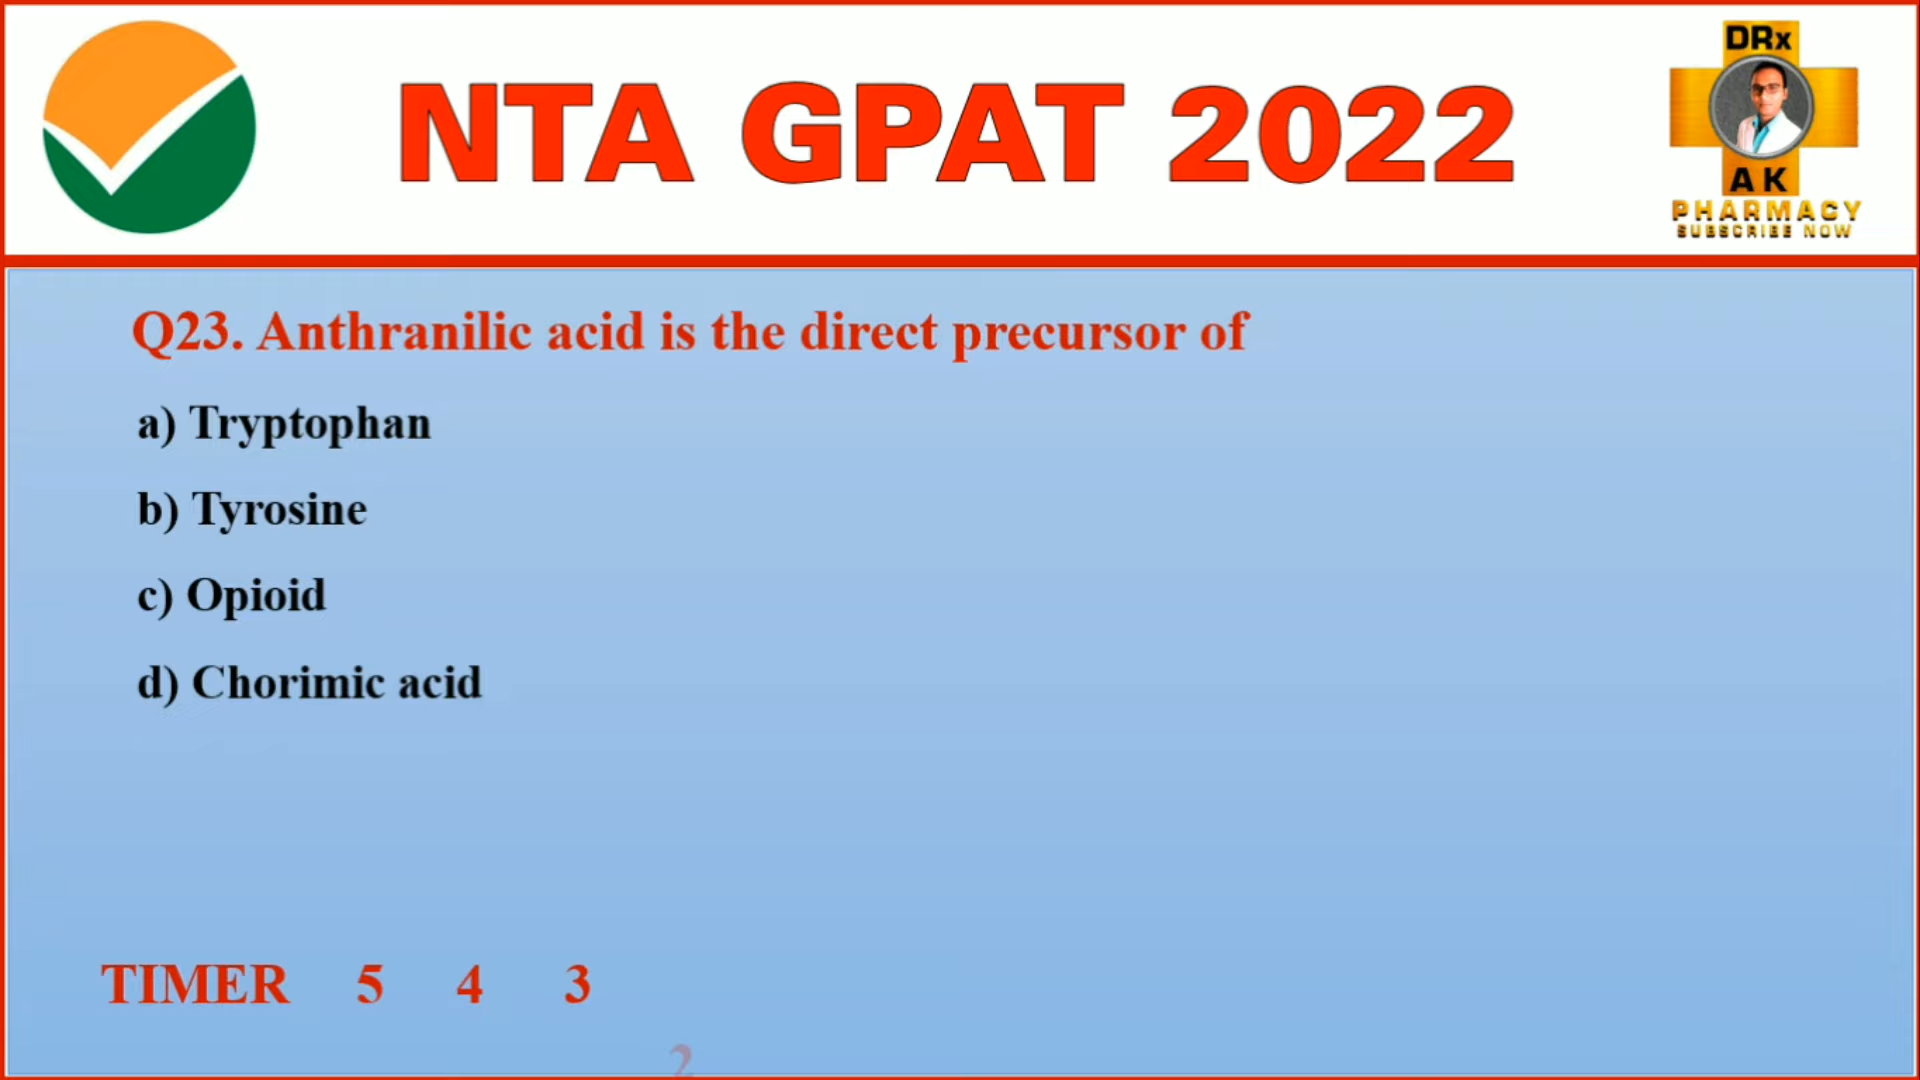 NTA GPAT 2022
DRx
A K
PHARMACY
SUBSCRIBE NOW
Q23. Anthranilic acid is the direct precursor of
a) Tryptophan
b) Tyrosine
c) Opioid
d) Chorimic acid
TIMER 5 4 3
2